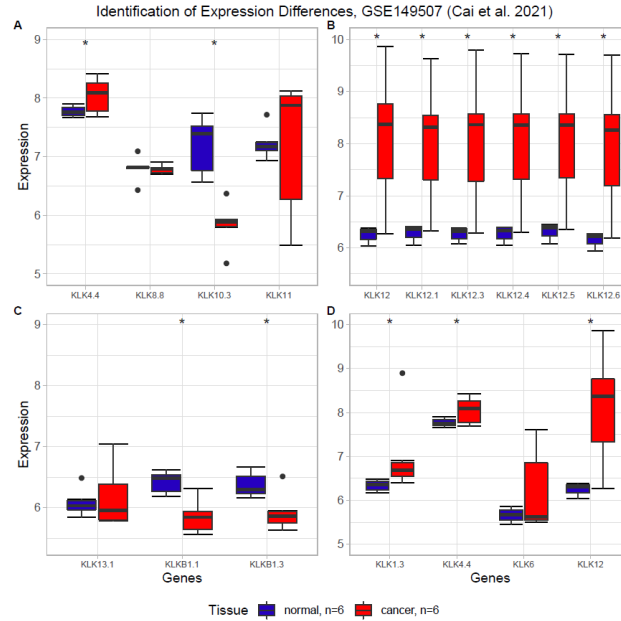 Identification of Expression Differences, GSE149507 (Cai et al. 2021)
A
*
*
9
8
7
6
5
Expression
KLK4.4 KLK8.8 KLK10.3 KLK11
B
* * * * * *
10
9
8
7
6
KLK12 KLK12.1 KLK12.3 KLK12.4 KLK12.5 KLK12.6
C
* *
9
8
7
6
Expression
KLK13.1 KLKB1.1 KLKB1.3
Genes
D
* * *
10
9
8
7
6
5
KLK1.3 KLK4.4 KLK6 KLK12
Genes
Tissue normal, n=6 cancer, n=6